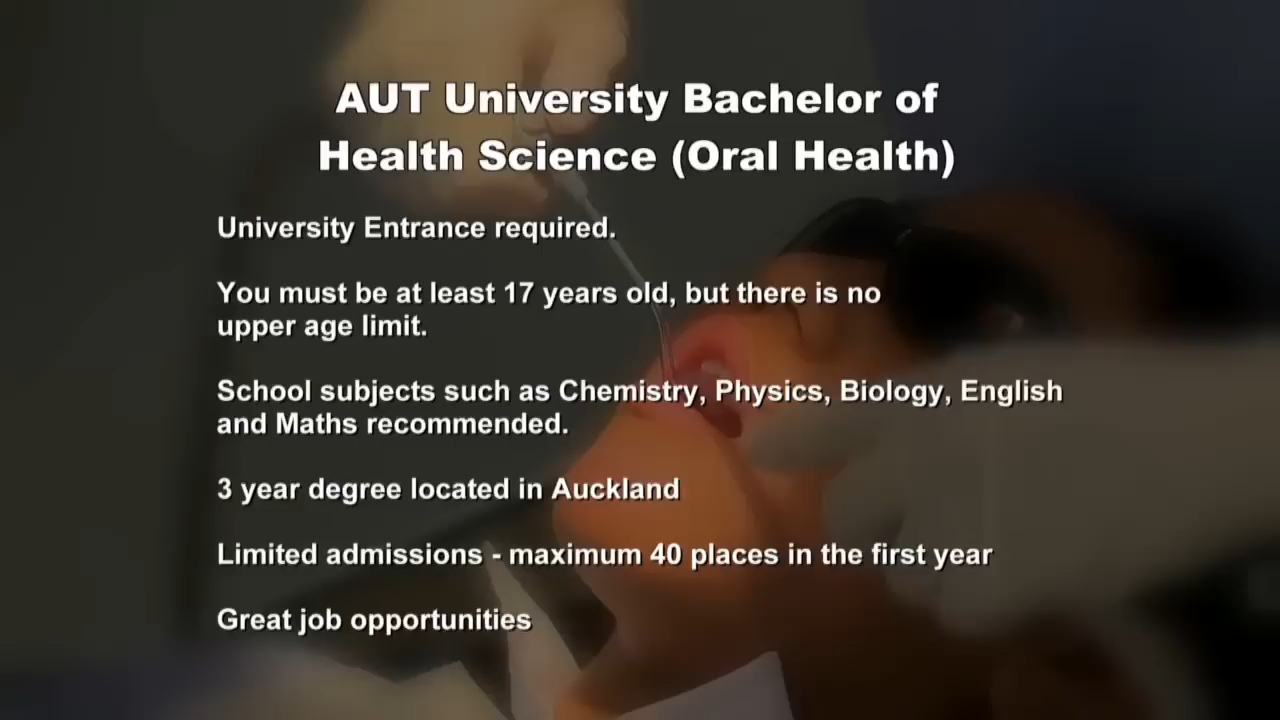 AUT University Bachelor of
Health Science (Oral Health)
University Entrance required.
You must be at least 17 years old, but there is no
upper age limit.
School subjects such as Chemistry, Physics, Biology, English
and Maths recommended.
3 year degree located in Auckland
Limited admissions - maximum 40 places in the first year
Great job opportunities